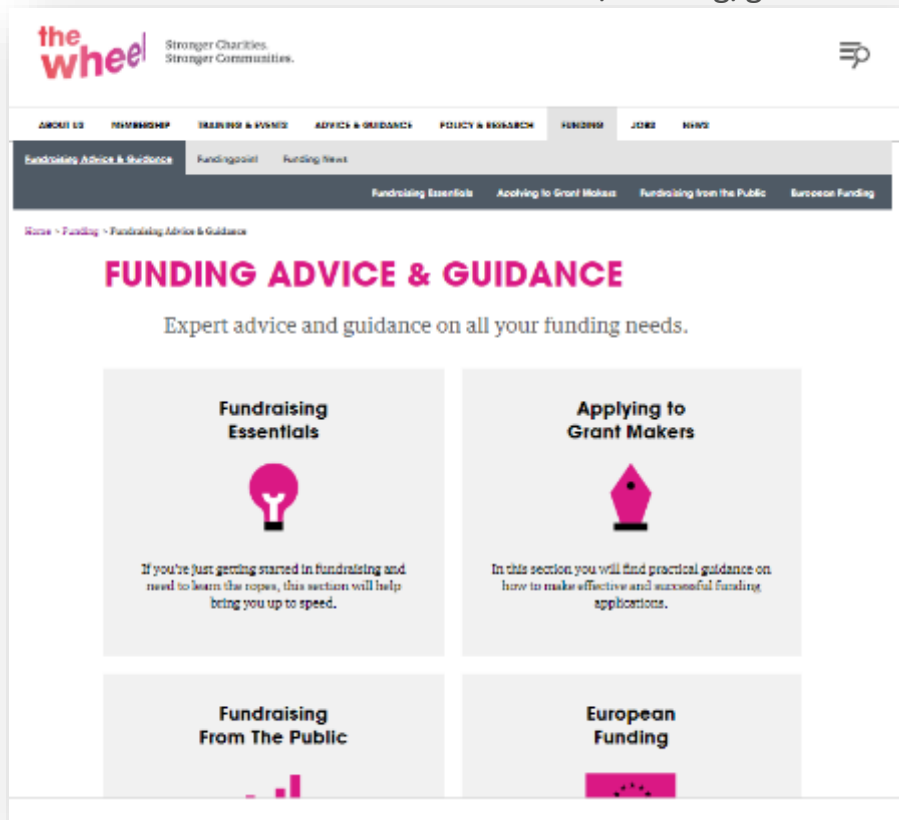 the
wheel
Stronger Charities.
Stronger Communities.
ABOUT US MEMBERSHIP TRAINING & EVENTS ADVICE & GUIDANCE POLICY & RESEARCH FUNDING JOBS NEWS
Fundraising Advice & Guidance Fundingpoint Funding News
Fundraising Essentials Applying to Grant Makers Fundraising from the Public European Funding
Home > Funding > Fundraising Advice & Guidance
FUNDING ADVICE & GUIDANCE
Expert advice and guidance on all your funding needs.
Fundraising
Essentials
If you're just getting started in fundraising and
need to learn the ropes, this section will help
bring you up to speed.
Applying to
Grant Makers
In this section you will find practical guidance on
how to make effective and successful funding
applications.
Fundraising
From The Public
European
Funding